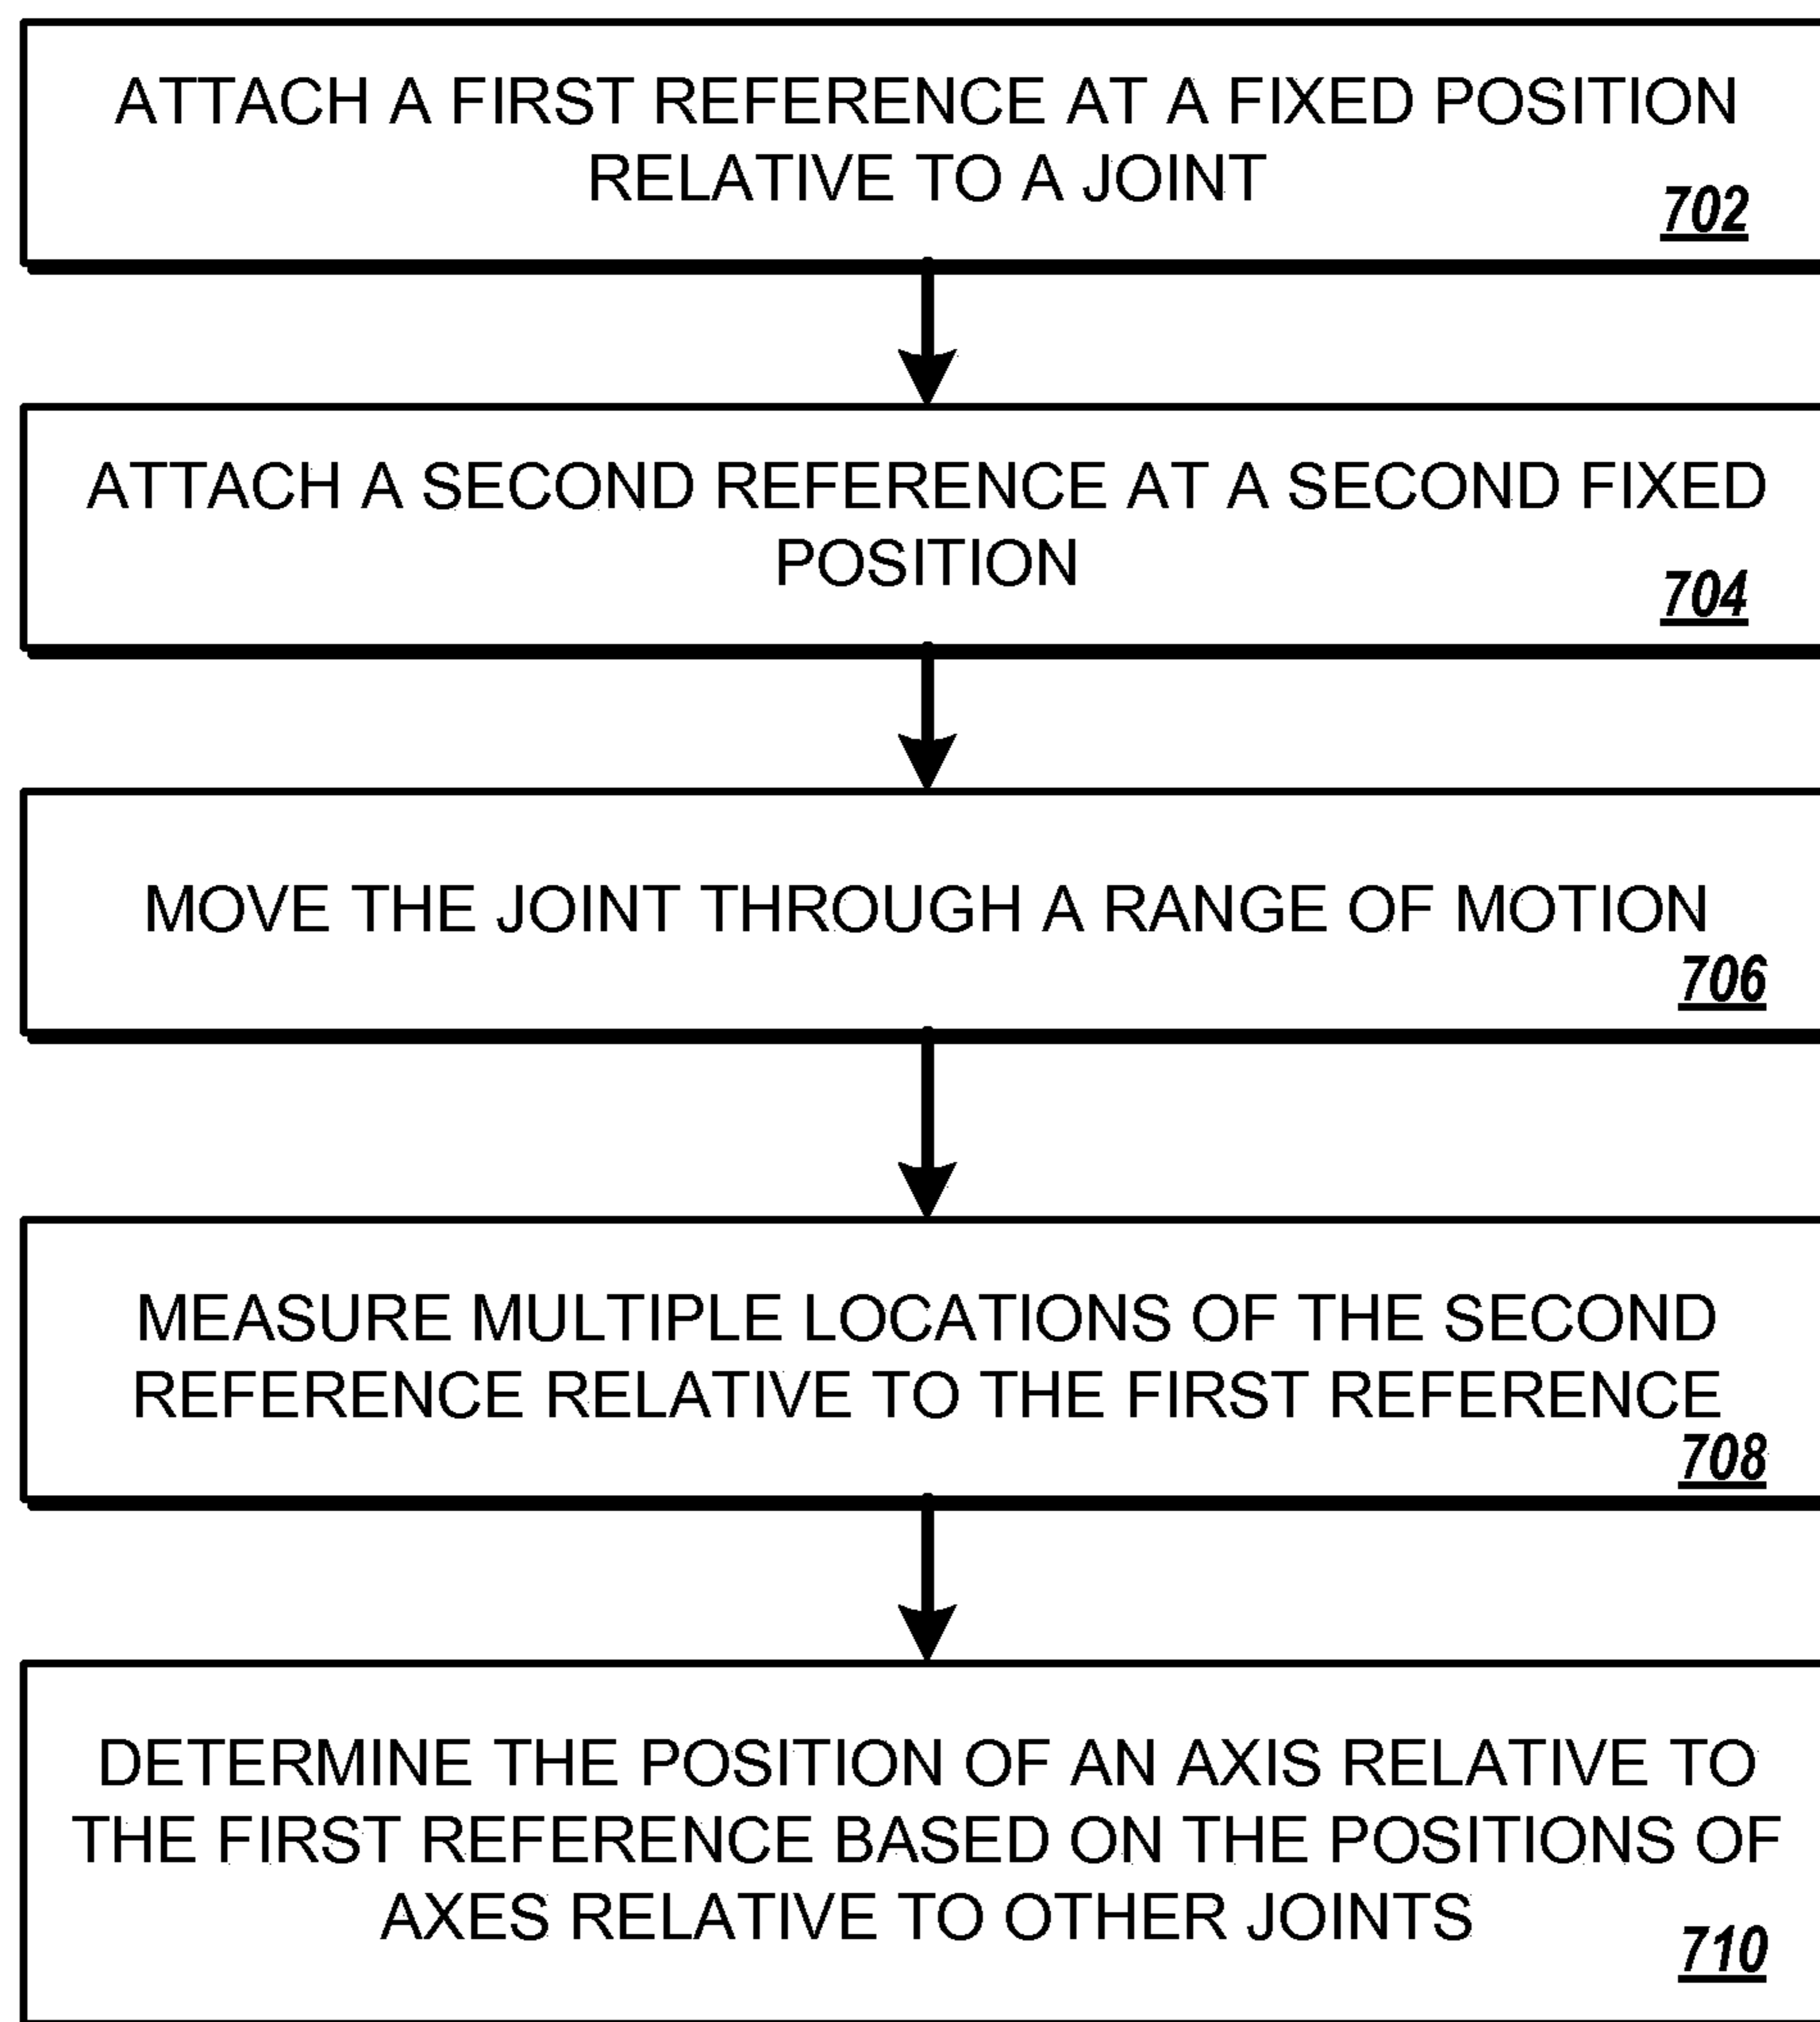 ATTACH A FIRST REFERENCE AT A FIXED POSITION
RELATIVE TO A JOINT
702
ATTACH A SECOND REFERENCE AT A SECOND FIXED
POSITION
704
MOVE THE JOINT THROUGH A RANGE OF MOTION
706
MEASURE MULTIPLE LOCATIONS OF THE SECOND
REFERENCE RELATIVE TO THE FIRST REFERENCE
708
DETERMINE THE POSITION OF AN AXIS RELATIVE TO
THE FIRST REFERENCE BASED ON THE POSITIONS OF
AXES RELATIVE TO OTHER JOINTS
710